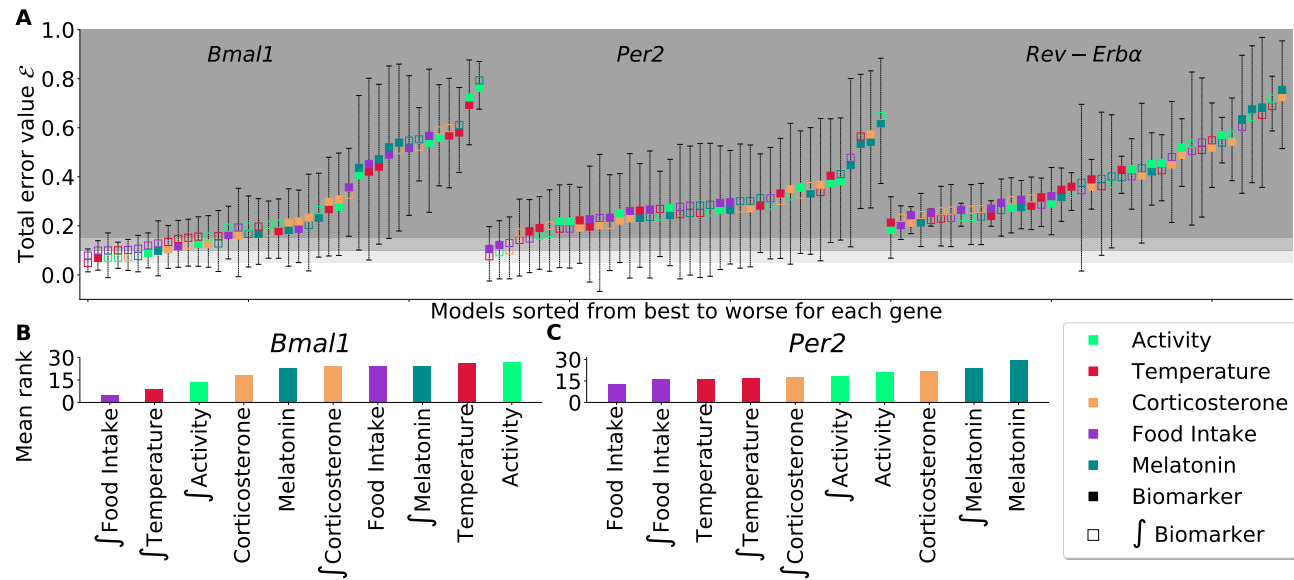 A
Total error value ℰ
1.0
0.8
0.6
0.4
0.2
0.0
Bmal1
Per2
Rev − Erbα
Models sorted from best to worse for each gene
B
Bmal1
Mean rank
30
15
0
∫Food Intake
∫Temperature
∫Activity
Corticosterone
Melatonin
∫Corticosterone
Food Intake
∫Melatonin
Temperature
Activity
C
Per2
30
15
0
Food Intake
∫Food Intake
Temperature
∫Temperature
∫Corticosterone
∫Activity
Activity
Corticosterone
∫Melatonin
Melatonin
Activity
Temperature
Corticosterone
Food Intake
Melatonin
Biomarker
∫ Biomarker